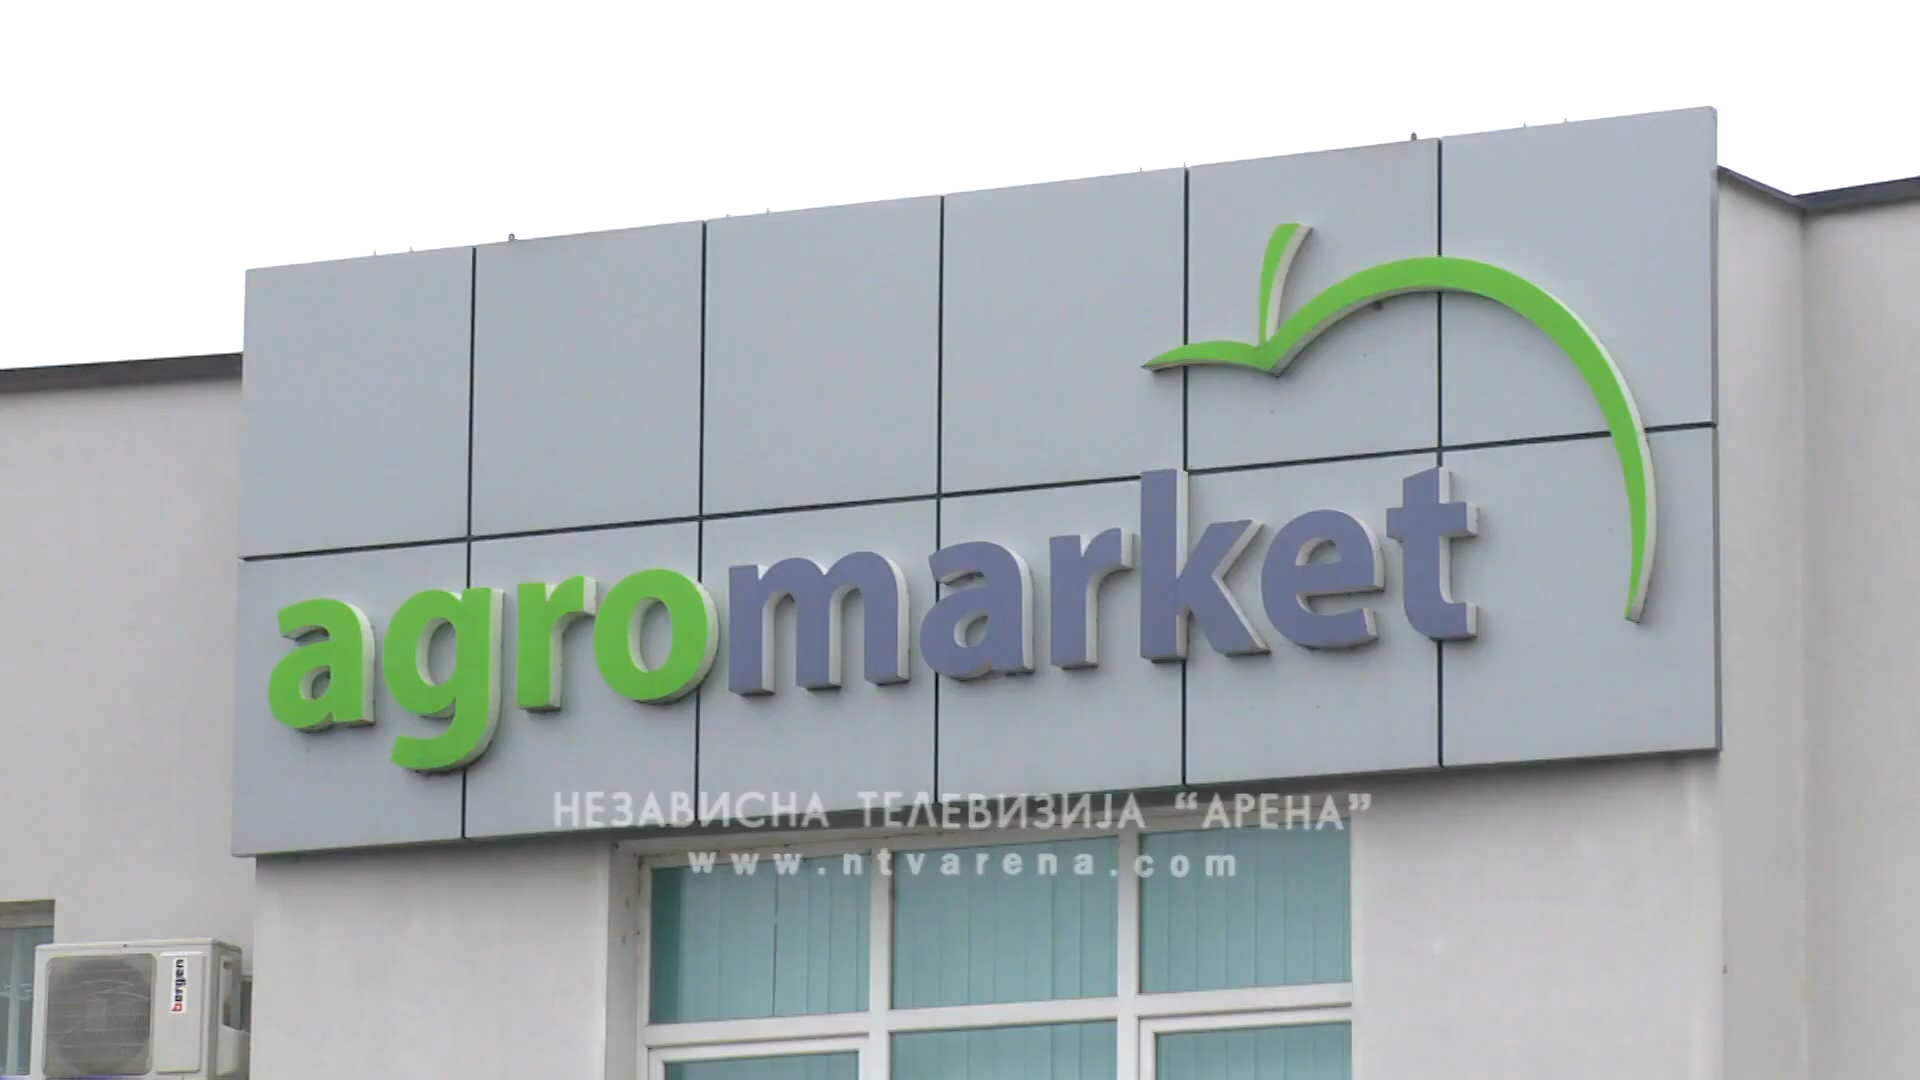 agromarket
НЕЗАВИСНА ТЕЛЕВИЗИЈА “АРЕНА”
www.ntvarena.com
bergen